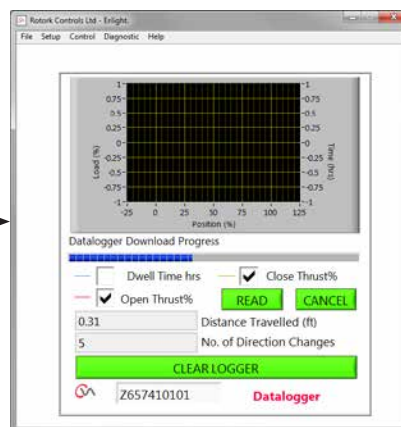 Rotork Controls Ltd - Enlight.
File Setup Control Diagnostic Help
1 1
0.75 0.75
0.5 0.5
0.25 0.25
0 0
-0.25 -0.25
-0.5 -0.5
-0.75 -0.75
-1 -1
Load (%)
Time (hrs)
-25 0 25 50 75 100 125
Position (%)
Datalogger Download Progress
Dwell Time hrs Close Thrust%
Open Thrust% READ CANCEL
0.31 Distance Travelled (ft)
5 No. of Direction Changes
CLEAR LOGGER
Z657410101 Datalogger